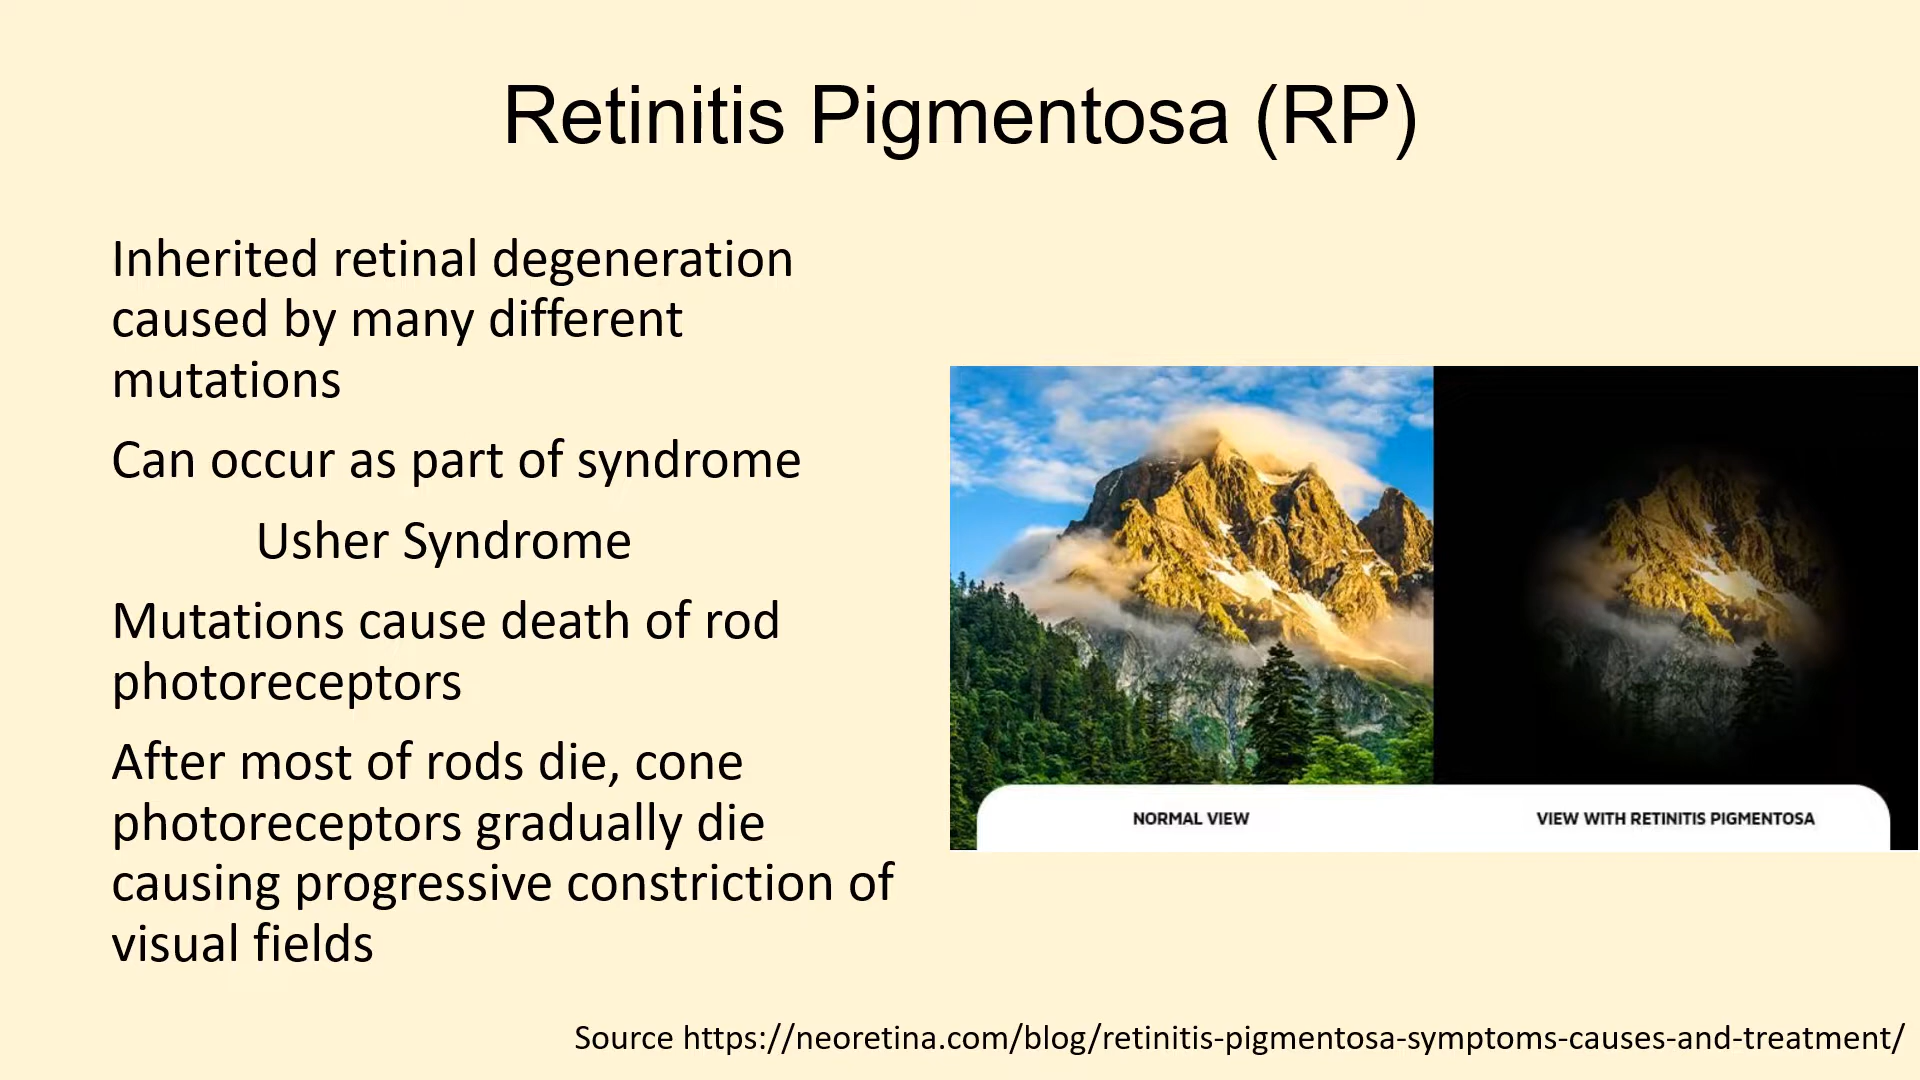 Retinitis Pigmentosa (RP)
Inherited retinal degeneration
caused by many different
mutations
Can occur as part of syndrome
Usher Syndrome
Mutations cause death of rod
photoreceptors
After most of rods die, cone
photoreceptors gradually die
causing progressive constriction of
visual fields
NORMAL VIEW
VIEW WITH RETINITIS PIGMENTOSA
Source https://neoretina.com/blog/retinitis-pigmentosa-symptoms-causes-and-treatment/